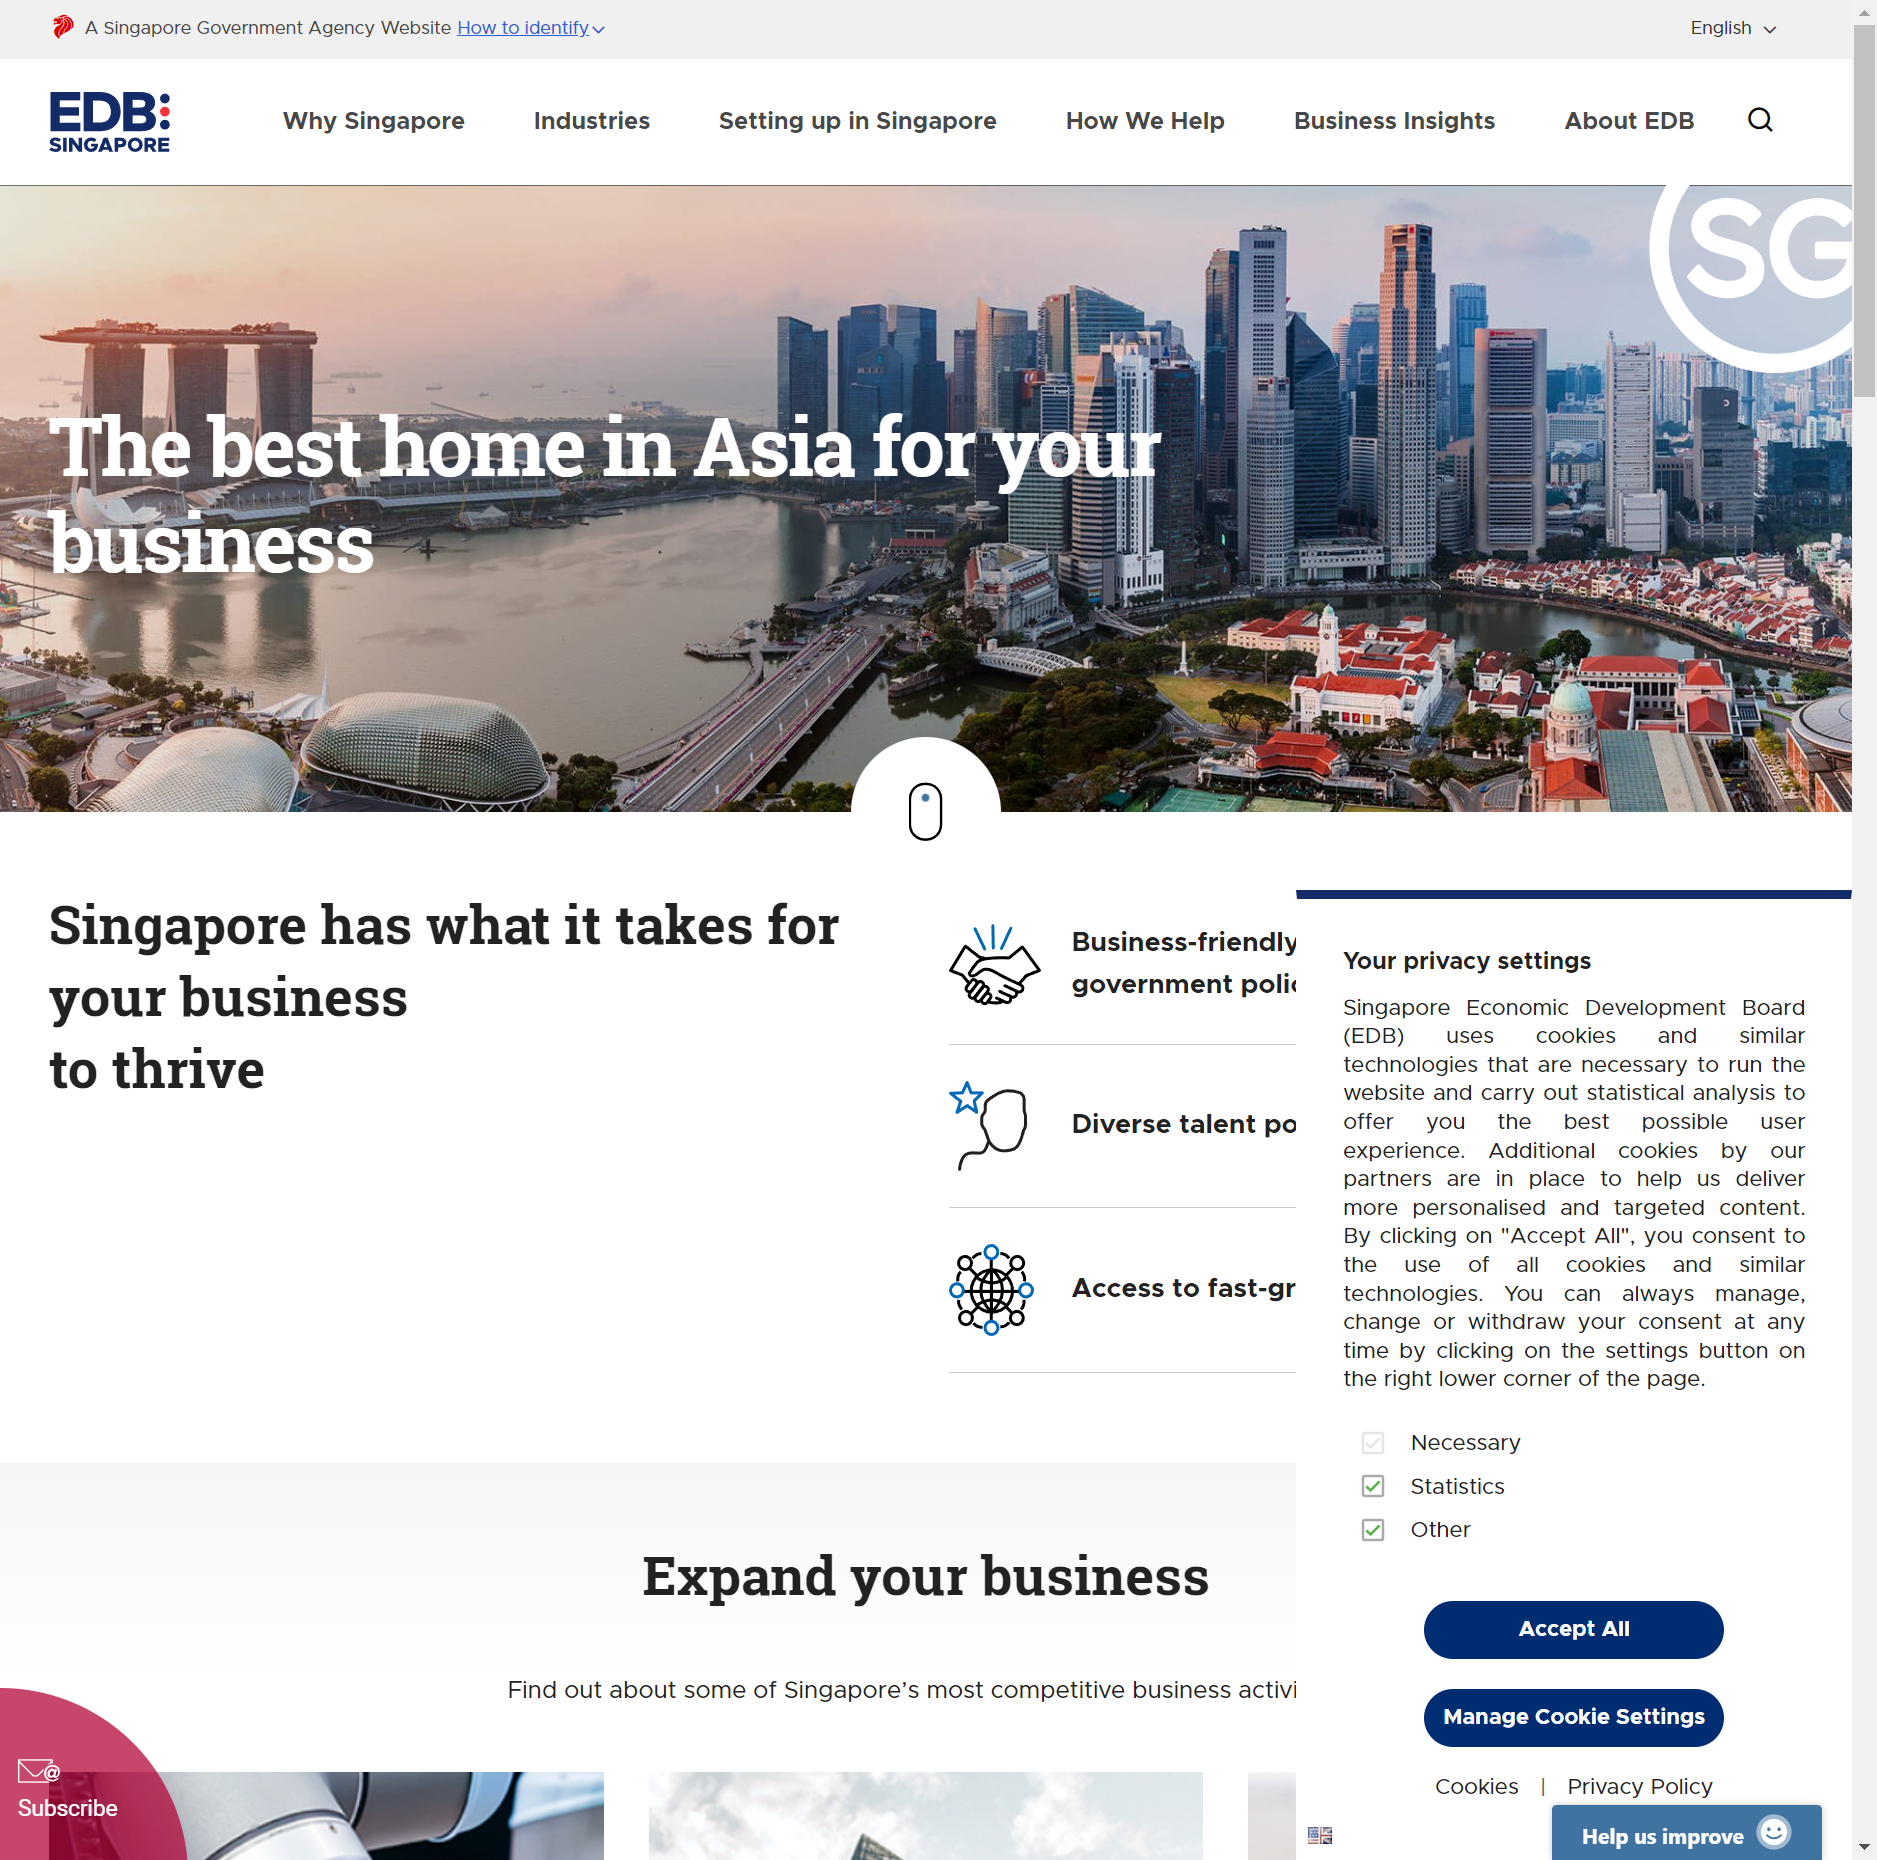 A Singapore Government Agency Website How to identify
English
EDB
SINGAPORE
Why Singapore
Industries
Setting up in Singapore
How We Help
Business Insights
About EDB
SG
The best home in Asia for your
business
Singapore has what it takes for
your business
to thrive
Business-friendly
government polic
Diverse talent po
Access to fast-gr
Your privacy settings
Singapore Economic Development Board
(EDB) uses cookies and similar
technologies that are necessary to run the
website and carry out statistical analysis to
offer you the best possible user
experience. Additional cookies by our
partners are in place to help us deliver
more personalised and targeted content.
By clicking on "Accept All", you consent to
the use of all cookies and similar
technologies. You can always manage,
change or withdraw your consent at any
time by clicking on the settings button on
the right lower corner of the page.
Necessary
Statistics
Other
Accept All
Manage Cookie Settings
Cookies | Privacy Policy
Expand your business
Find out about some of Singapore’s most competitive business activi
@
Subscribe
Help us improve